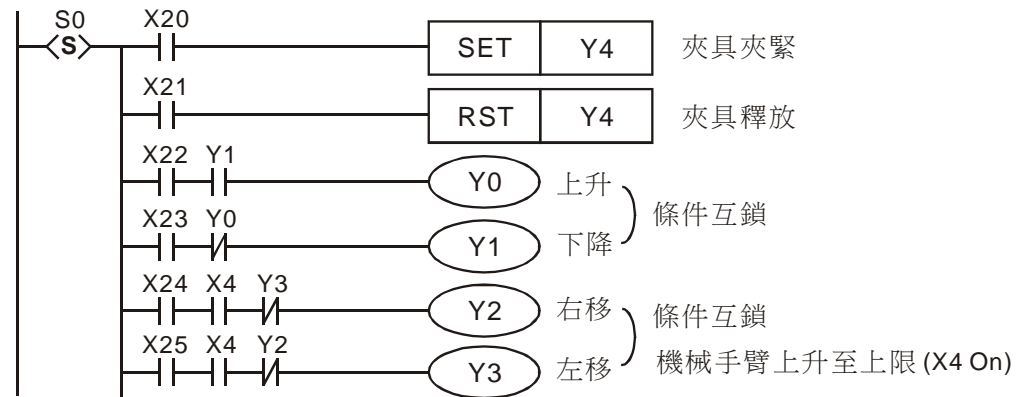 S0 X20
S SET Y4 夾具夾緊
X21
RST Y4 夾具釋放
X22 Y1
Y0 上升
條件互鎖
X23 Y0
Y1 下降
X24 X4 Y3
Y2 右移
條件互鎖
X25 X4 Y2
機械手臂上升至上限 (X4 On)
Y3 左移